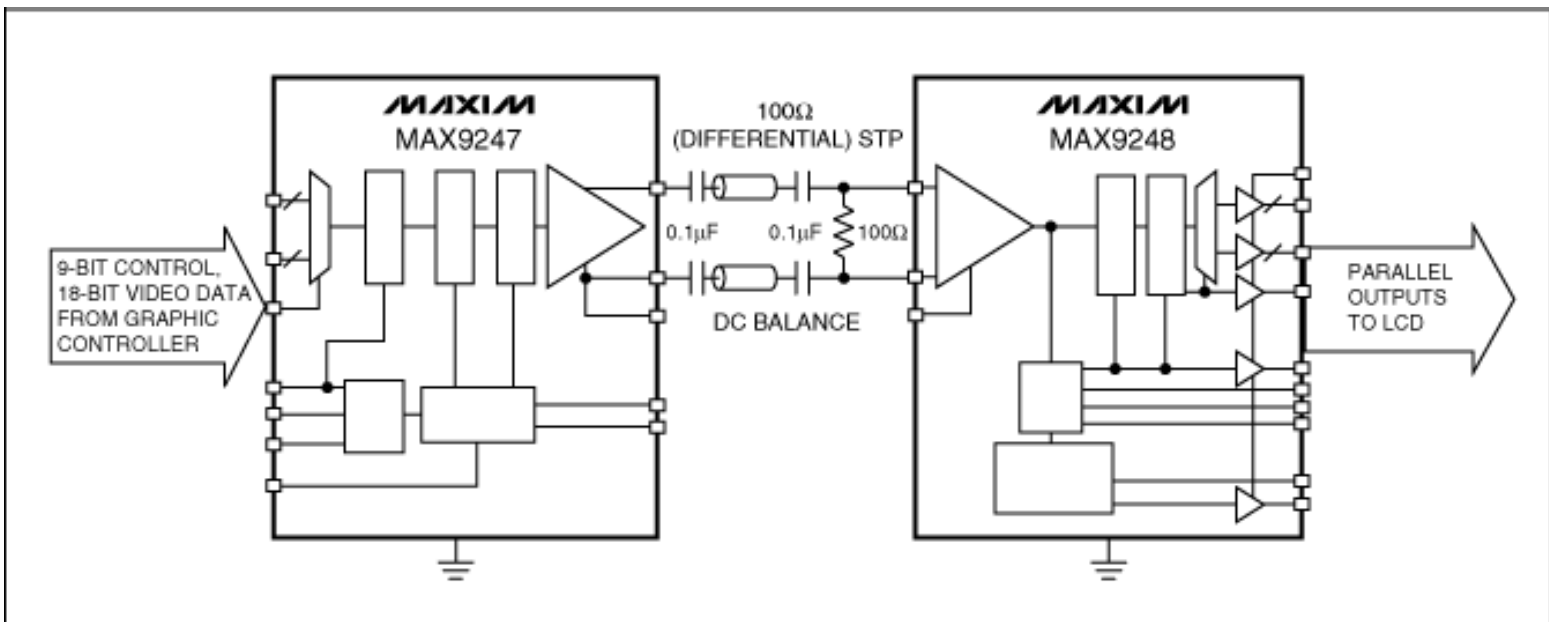 MAXIM
MAX9247
100Ω
(DIFFERENTIAL) STP
MAXIM
MAX9248
0.1µF
0.1µF
100Ω
DC BALANCE
9-BIT CONTROL,
18-BIT VIDEO DATA
FROM GRAPHIC
CONTROLLER
PARALLEL
OUTPUTS
TO LCD